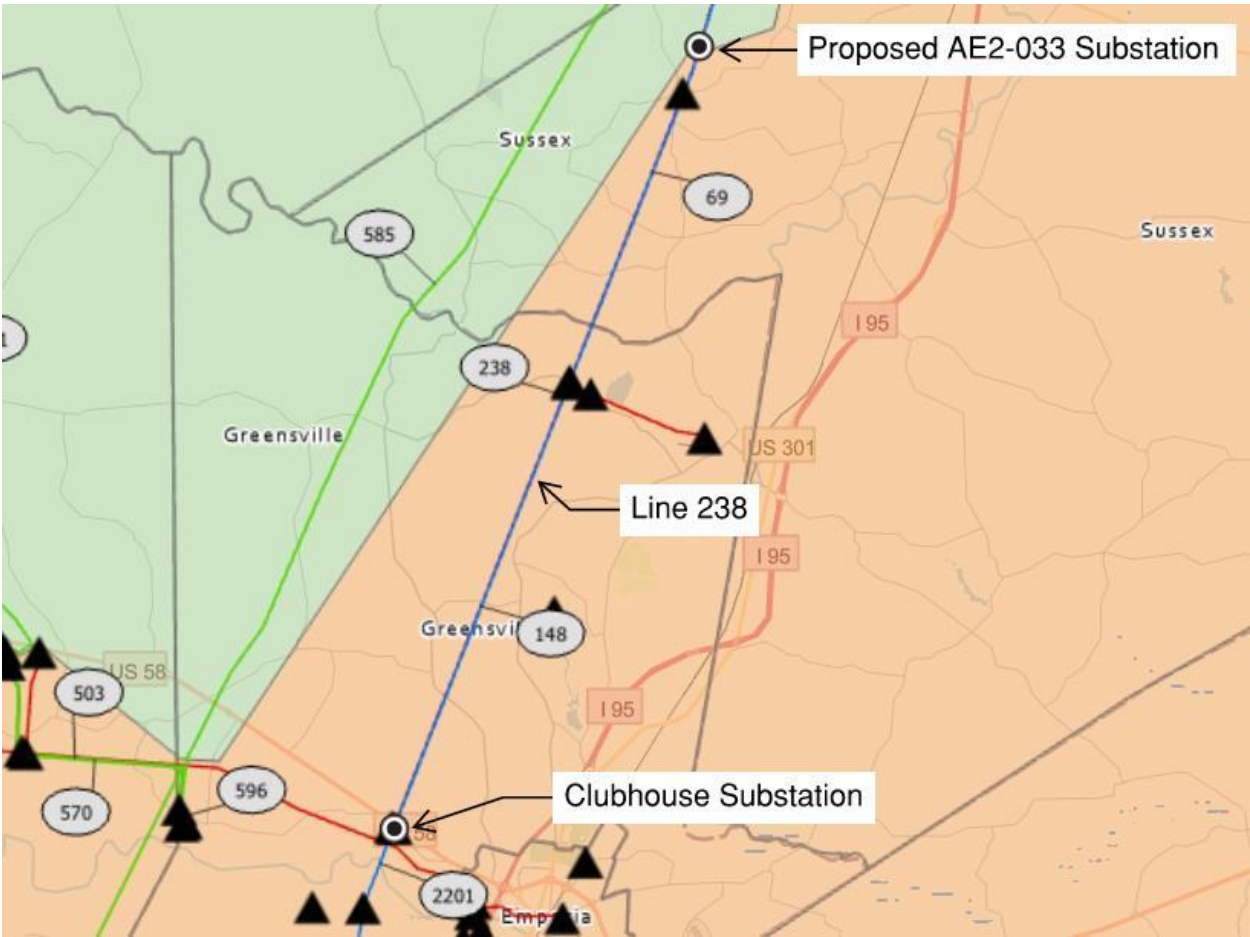 Proposed AE2-033 Substation
Sussex
69
585
Sussex
I 95
238
Greensville
US 301
Line 238
I 95
148
US 58
503
I 95
596
570
Clubhouse Substation
2201